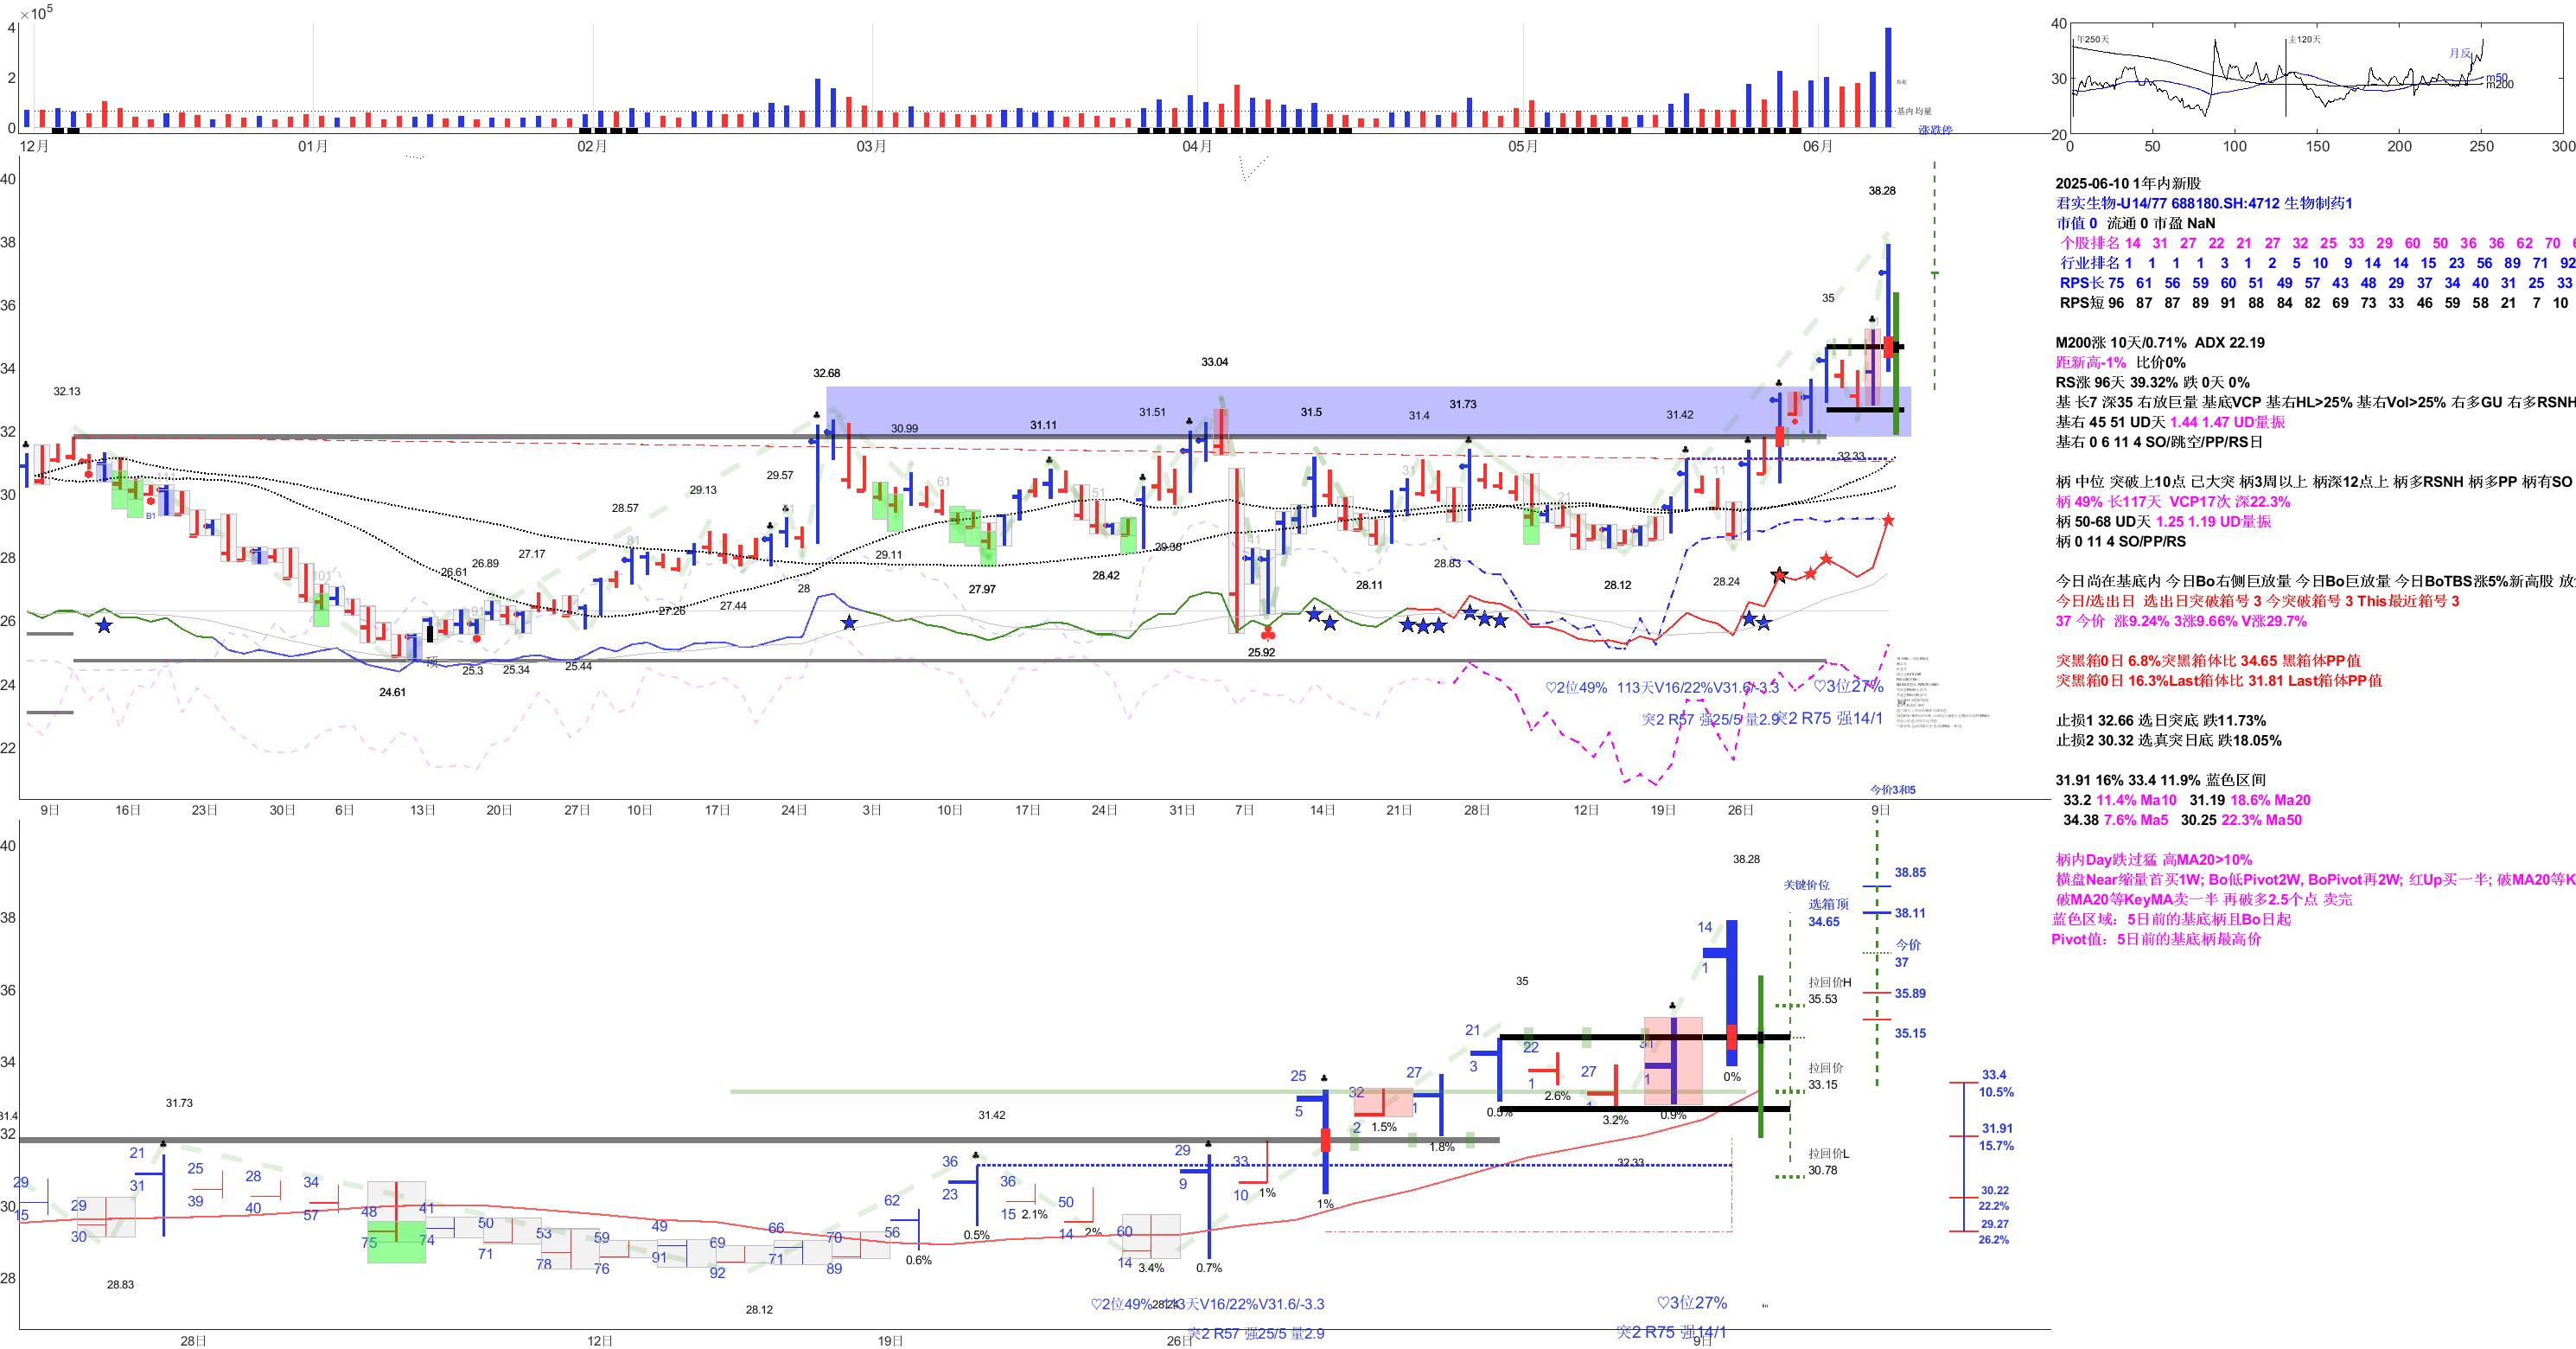 ×10⁵
4
2
0
基内均量
涨跌停
12月 01月 02月 03月 04月 05月 06月
40
30
20
年250天
主120天
月反
m50
m200
0 50 100 150 200 250 300
2025-06-10 1年内新股
君实生物-U14/77 688180.SH:4712 生物制药1
市值 0 流通 0 市盈 NaN
个股排名 14 31 27 22 21 27 32 25 33 29 60 50 36 36 62 70
行业排名 1 1 1 1 3 1 2 5 10 9 14 14 15 23 56 89 71 92
RPS长 75 61 56 59 60 51 49 57 43 48 29 37 34 40 31 25 33
RPS短 96 87 87 89 91 88 84 82 69 73 33 46 59 58 21 7 10
M200涨 10天/0.71% ADX 22.19
距新高-1% 比价0%
RS涨 96天 39.32% 跌 0天 0%
基 长7 深35 右放巨量 基底VCP 基右HL>25% 基右Vol>25% 右多GU 右多RSNH
基右 45 51 UD天 1.44 1.47 UD量振
基右 0 6 11 4 SO/跳空/PP/RS日
柄 中位 突破上10点 已大突 柄3周以上 柄深12点上 柄多RSNH 柄多PP 柄有SO
柄 49% 长117天 VCP17次 深22.3%
柄 50-68 UD天 1.25 1.19 UD量振
柄 0 11 4 SO/PP/RS
今日尚在基底内 今日Bo右侧巨放量 今日Bo巨放量 今日BoTBS涨5%新高股 放
今日/选出日 选出日突破箱号 3 今突破箱号 3 This最近箱号 3
37 今价 涨9.24% 3涨9.66% V涨29.7%
突黑箱0日 6.8%突黑箱体比 34.65 黑箱体PP值
突黑箱0日 16.3%Last箱体比 31.81 Last箱体PP值
止损1 32.66 选日突底 跌11.73%
止损2 30.32 选真突日底 跌18.05%
31.91 16% 33.4 11.9% 蓝色区间
33.2 11.4% Ma10 31.19 18.6% Ma20
34.38 7.6% Ma5 30.25 22.3% Ma50
柄内Day跌过猛 高MA20>10%
横盘Near缩量首买1W; Bo低Pivot2W, BoPivot再2W; 红Up买一半; 破MA20等K
破MA20等KeyMA卖一半 再破多2.5个点 卖完
蓝色区域：5日前的基底柄且Bo日起
Pivot值：5日前的基底柄最高价
40
38
36
34
32
30
28
26
24
22
32.13
B1
101
24.61
顶
26.61
25.3
26.89
91
25.34
27.17
25.44
28.57
81
27.26
29.13
27.44
29.57
28
32.68
29.11
30.99
61
27.97
31.11
51
28.42
31.51
29.38
33.04
41
25.92
31.5
28.11
31.4
31
28.83
31.73
21
28.12
31.42
11
28.24
32.33
35
1
38.28
♡2位49% 113天V16/22%V31.6/-3.3
♡3位27%
突2 R57 强25/5 量2.9
突2 R75 强14/1
今价3和5
9日 16日 23日 30日 6日 13日 20日 27日 10日 17日 24日 3日 10日 17日 24日 31日 7日 14日 21日 28日 12日 19日 26日 9日
40
38
36
34
32
30
28
31.4
29
15
29
30
28.83
31.73
21
31
25
39
28
40
34
57
48
75
41
74
50
71
53
78
59
76
49
91
69
92
28.12
66
71
70
89
62
56
0.6%
36
23
0.5%
31.42
36
15 2.1%
50
14 2%
60
14 3.4%
29
9
0.7%
33
10 1%
25
5
1%
32
2 1.5%
27
1
1.8%
21
3
0.5%
35
22
1
2.6%
27
1
3.2%
31
1
0.9%
32.33
14
1
0%
38.28
关键价位
选箱顶
34.65
拉回价H
35.53
拉回价
33.15
拉回价L
30.78
38.85
38.11
今价
37
35.89
35.15
33.4
10.5%
31.91
15.7%
30.22
22.2%
29.27
26.2%
♡2位49% 113天V16/22%V31.6/-3.3
28.24
♡3位27%
突2 R57 强25/5 量2.9
突2 R75 强14/1
28日 12日 19日 26日 9日